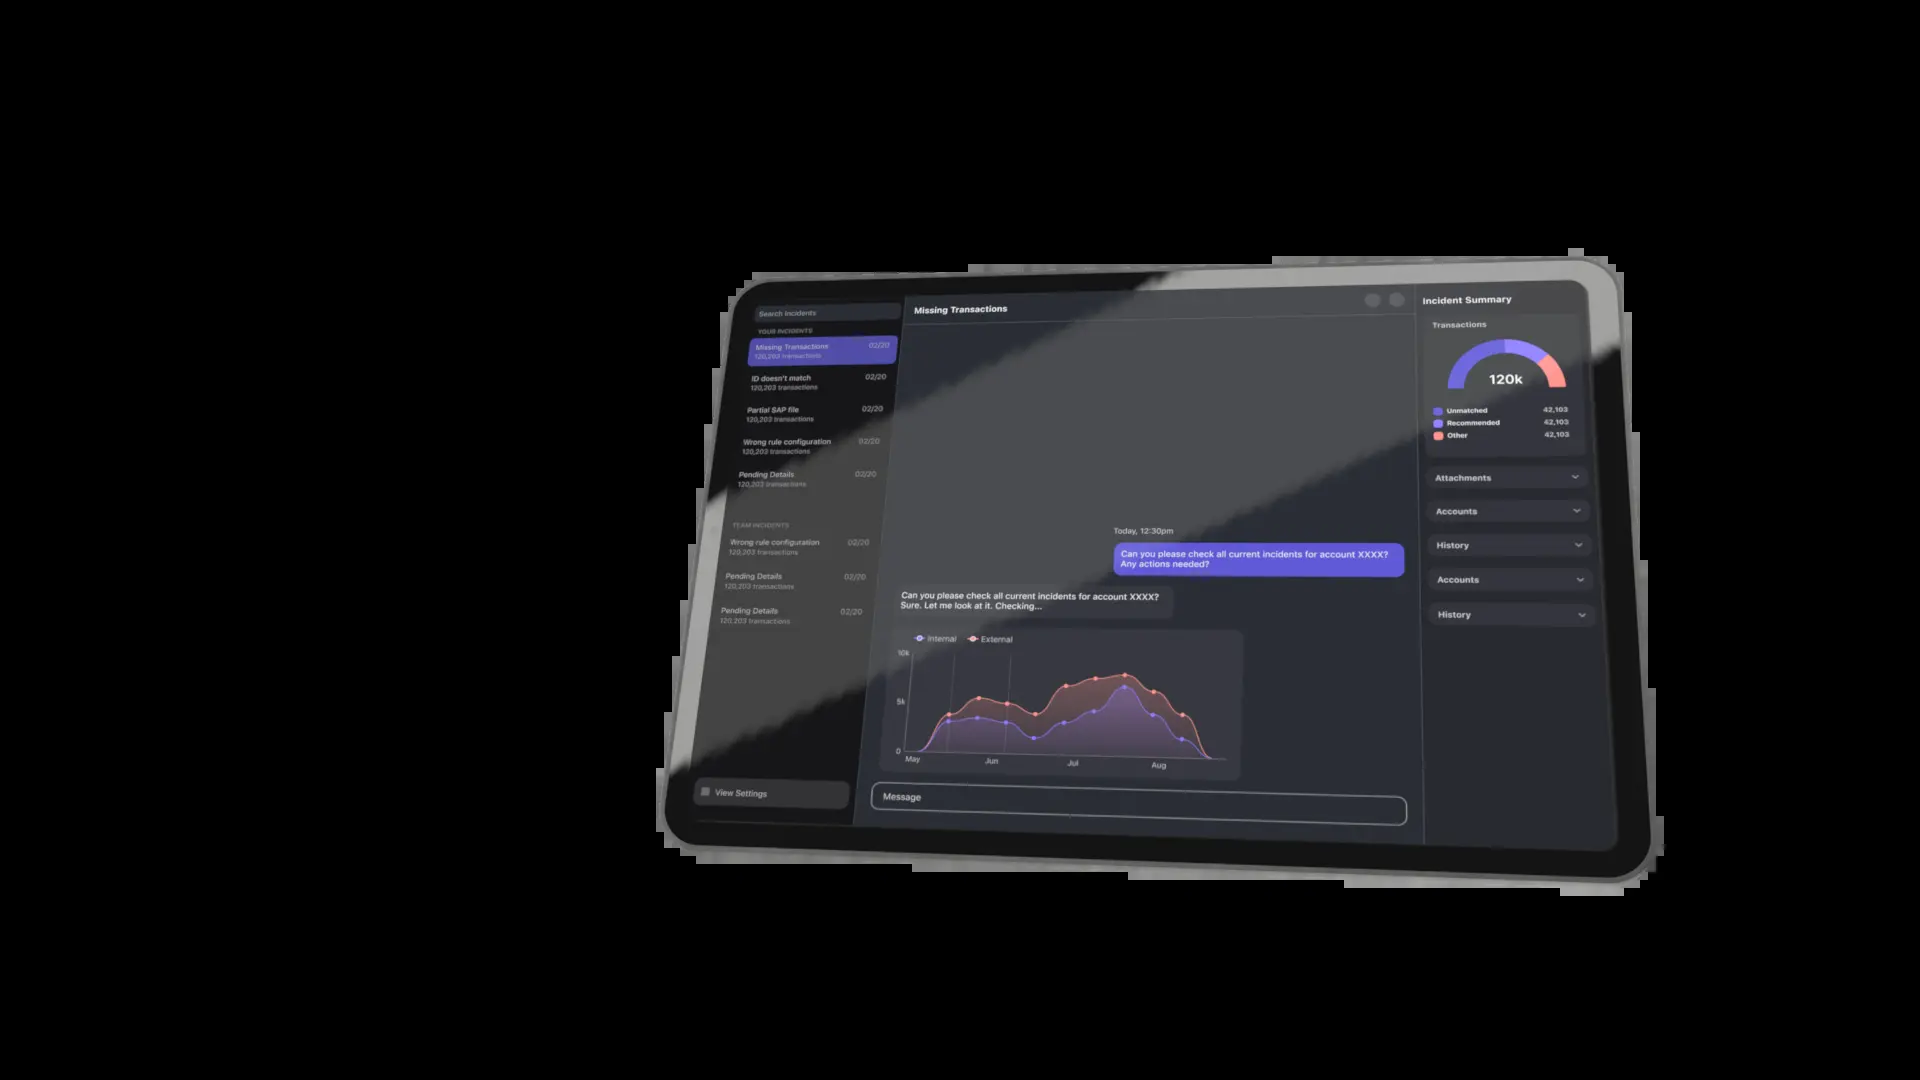 Search Incidents
YOUR INCIDENTS
Missing Transactions 02/20
120,203 transactions
ID doesn't match 02/20
120,203 transactions
Partial SAP file 02/20
120,203 transactions
Wrong rule configuration 02/20
120,203 transactions
Pending Details 02/20
120,203 transactions
TEAM INCIDENTS
Wrong rule configuration 02/20
120,203 transactions
Pending Details 02/20
120,203 transactions
Pending Details 02/20
120,203 transactions
View Settings
Missing Transactions
Today, 12:30pm
Can you please check all current incidents for account XXXX?
Any actions needed?
Can you please check all current incidents for account XXXX?
Sure. Let me look at it. Checking...
Internal External
10k
5k
0
May Jun Jul Aug
Message
Incident Summary
Transactions
120k
Unmatched 42,103
Recommended 42,103
Other 42,103
Attachments
Accounts
History
Accounts
History